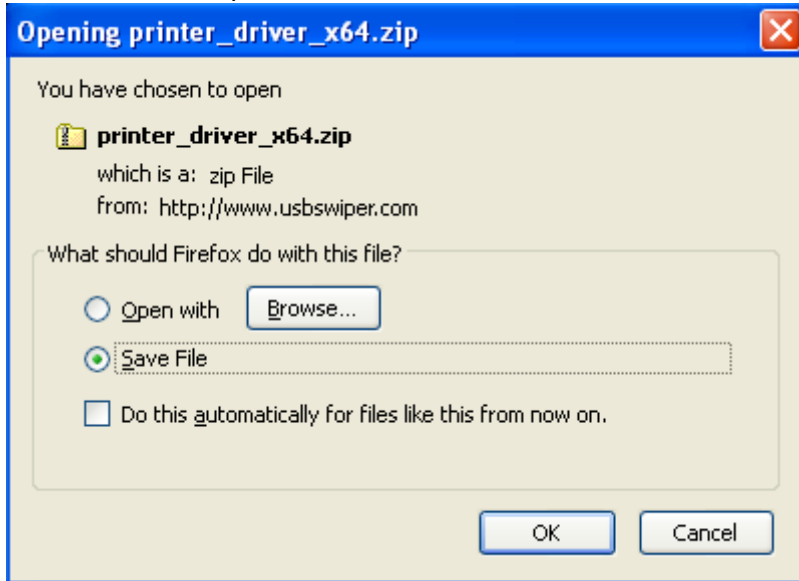 Opening printer_driver_x64.zip
You have chosen to open
printer_driver_x64.zip
which is a: zip File
from: http://www.usbswiper.com
What should Firefox do with this file?
Open with Browse...
Save File
Do this automatically for files like this from now on.
OK Cancel